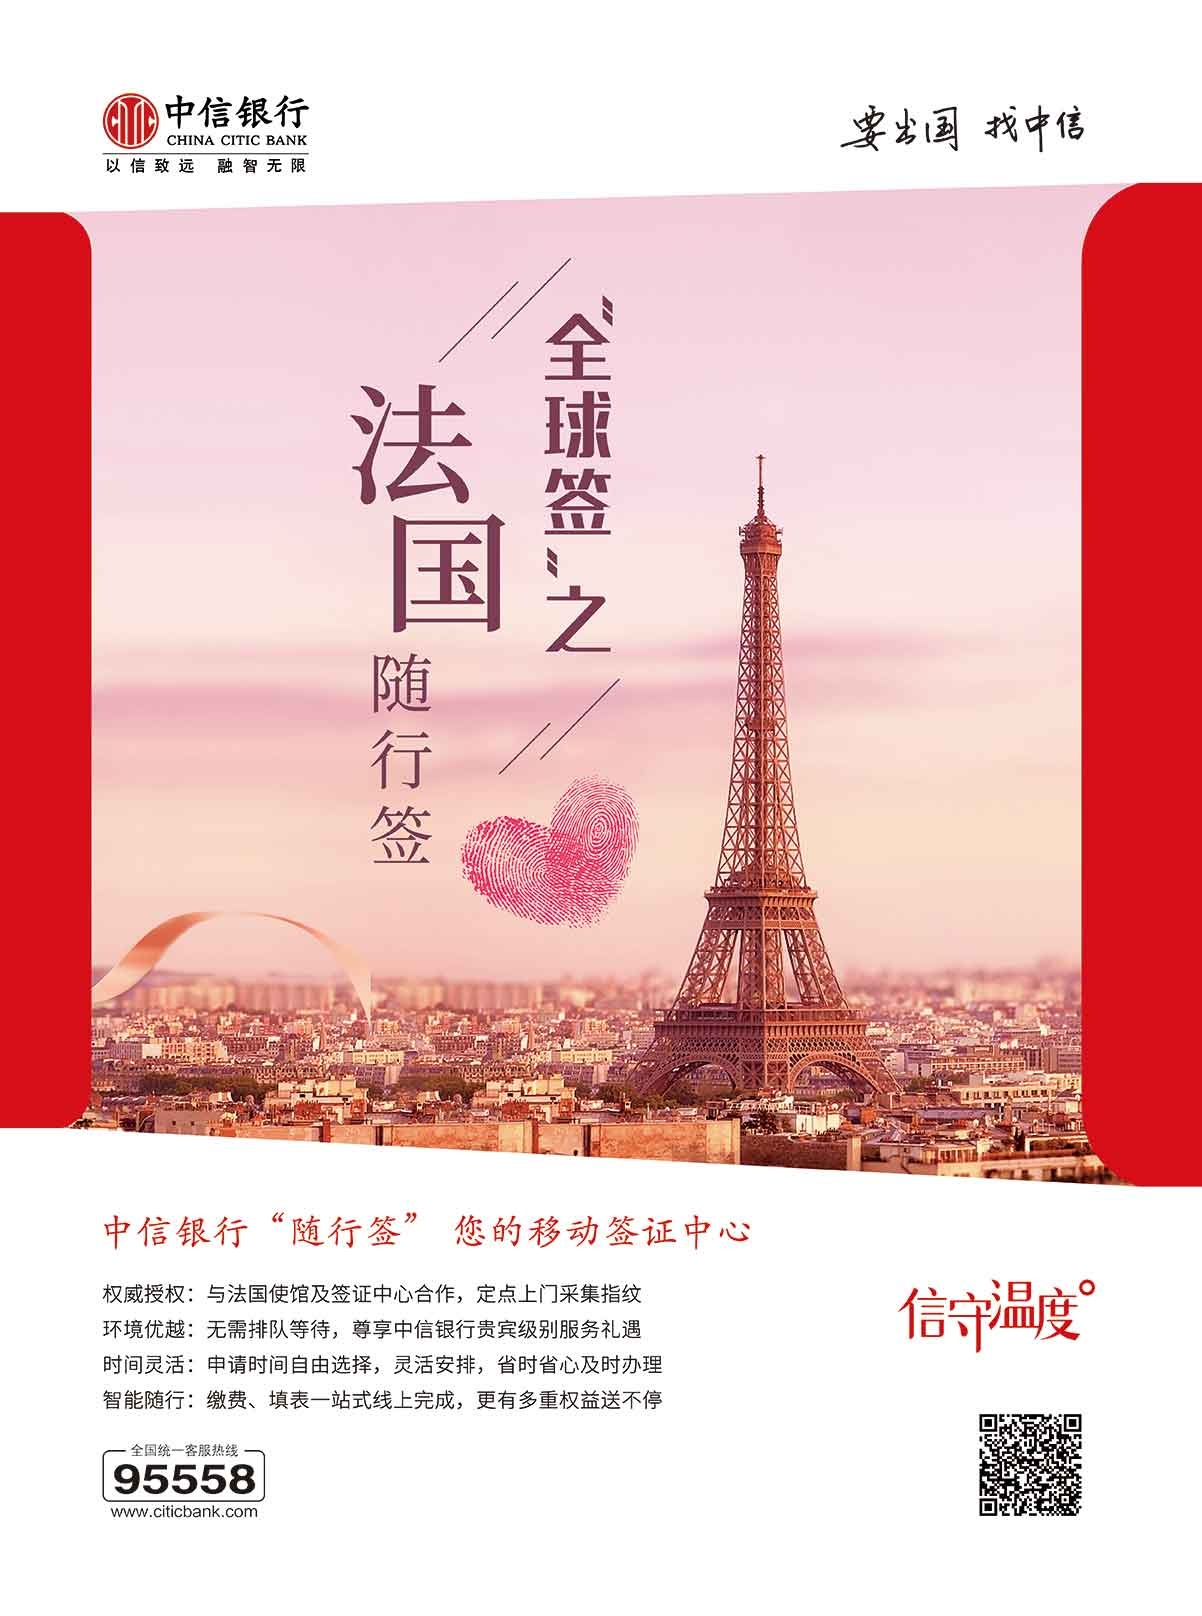 中信银行
CHINA CITIC BANK
以信致远 融智无限
要出国 找中信
“全球签”之
法国
随行签
中信银行“随行签” 您的移动签证中心
权威授权：与法国使馆及签证中心合作，定点上门采集指纹
环境优越：无需排队等待，尊享中信银行贵宾级别服务礼遇
时间灵活：申请时间自由选择，灵活安排，省时省心及时办理
智能随行：缴费、填表一站式线上完成，更有多重权益送不停
信守温度
全国统一客服热线
95558
www.citicbank.com